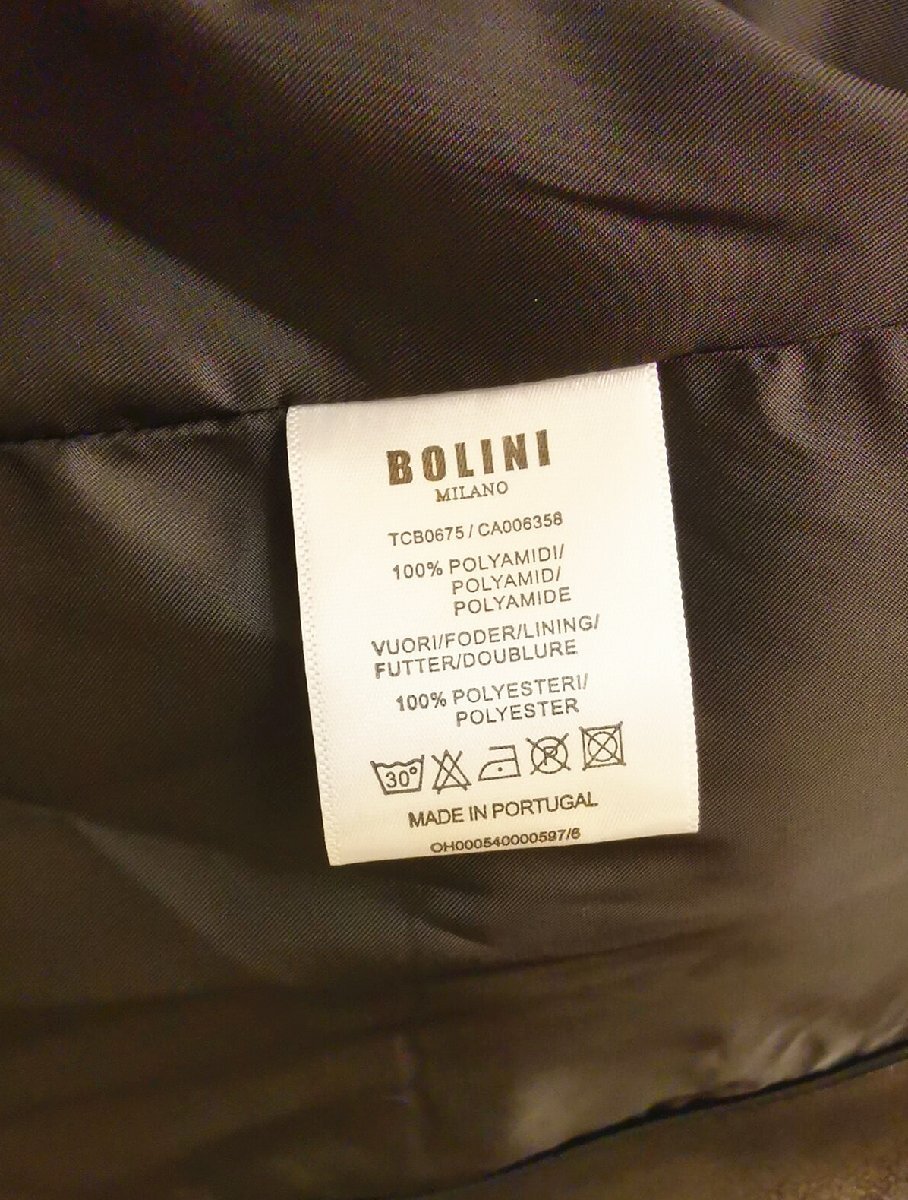 BOLINI
MILANO
TCB0675 / CA006358
100% POLYAMIDI/
POLYAMID/
POLYAMIDE
VUORI/FODER/LINING/
FUTTER/DOUBLURE
100% POLYESTERI/
POLYESTER
30°
P
MADE IN PORTUGAL
OH000540000597/6